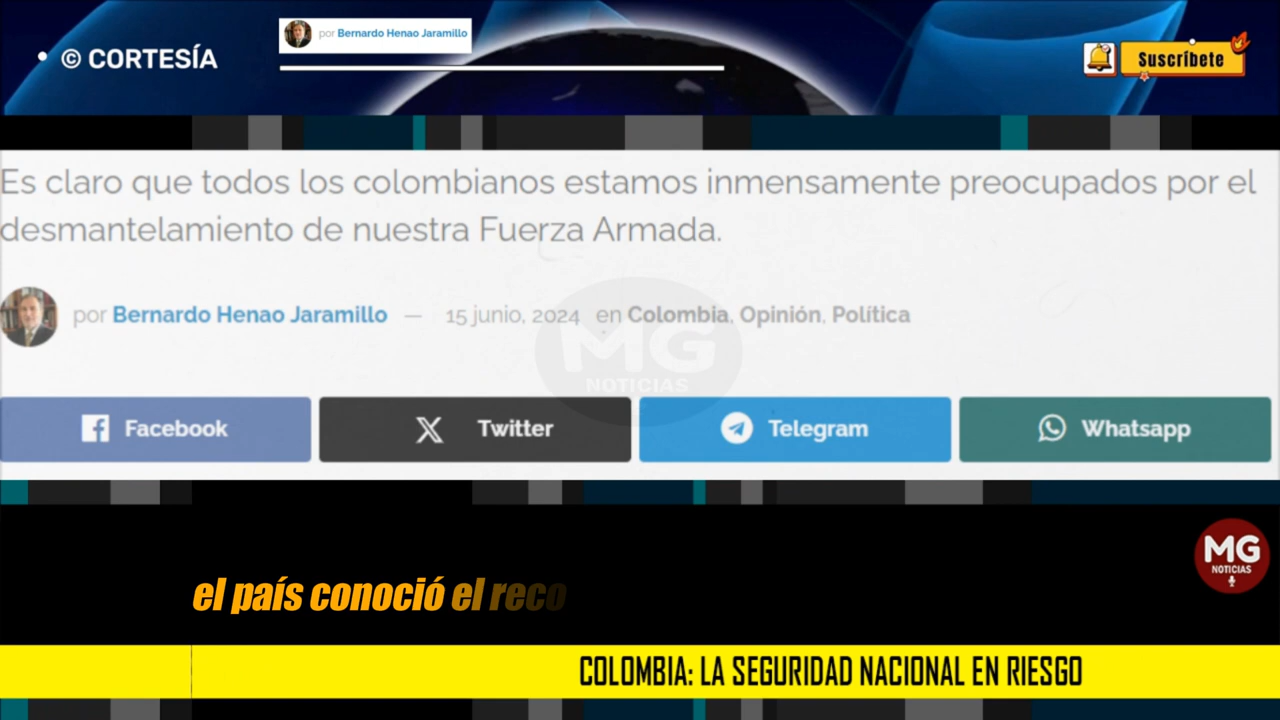 © CORTESÍA
por Bernardo Henao Jaramillo
Suscríbete
Es claro que todos los colombianos estamos inmensamente preocupados por el
desmantelamiento de nuestra Fuerza Armada.
por Bernardo Henao Jaramillo — 15 junio, 2024 en Colombia, Opinión, Política
MG
NOTICIAS
Facebook
Twitter
Telegram
Whatsapp
MG
NOTICIAS
el país conoció el reco
COLOMBIA: LA SEGURIDAD NACIONAL EN RIESGO